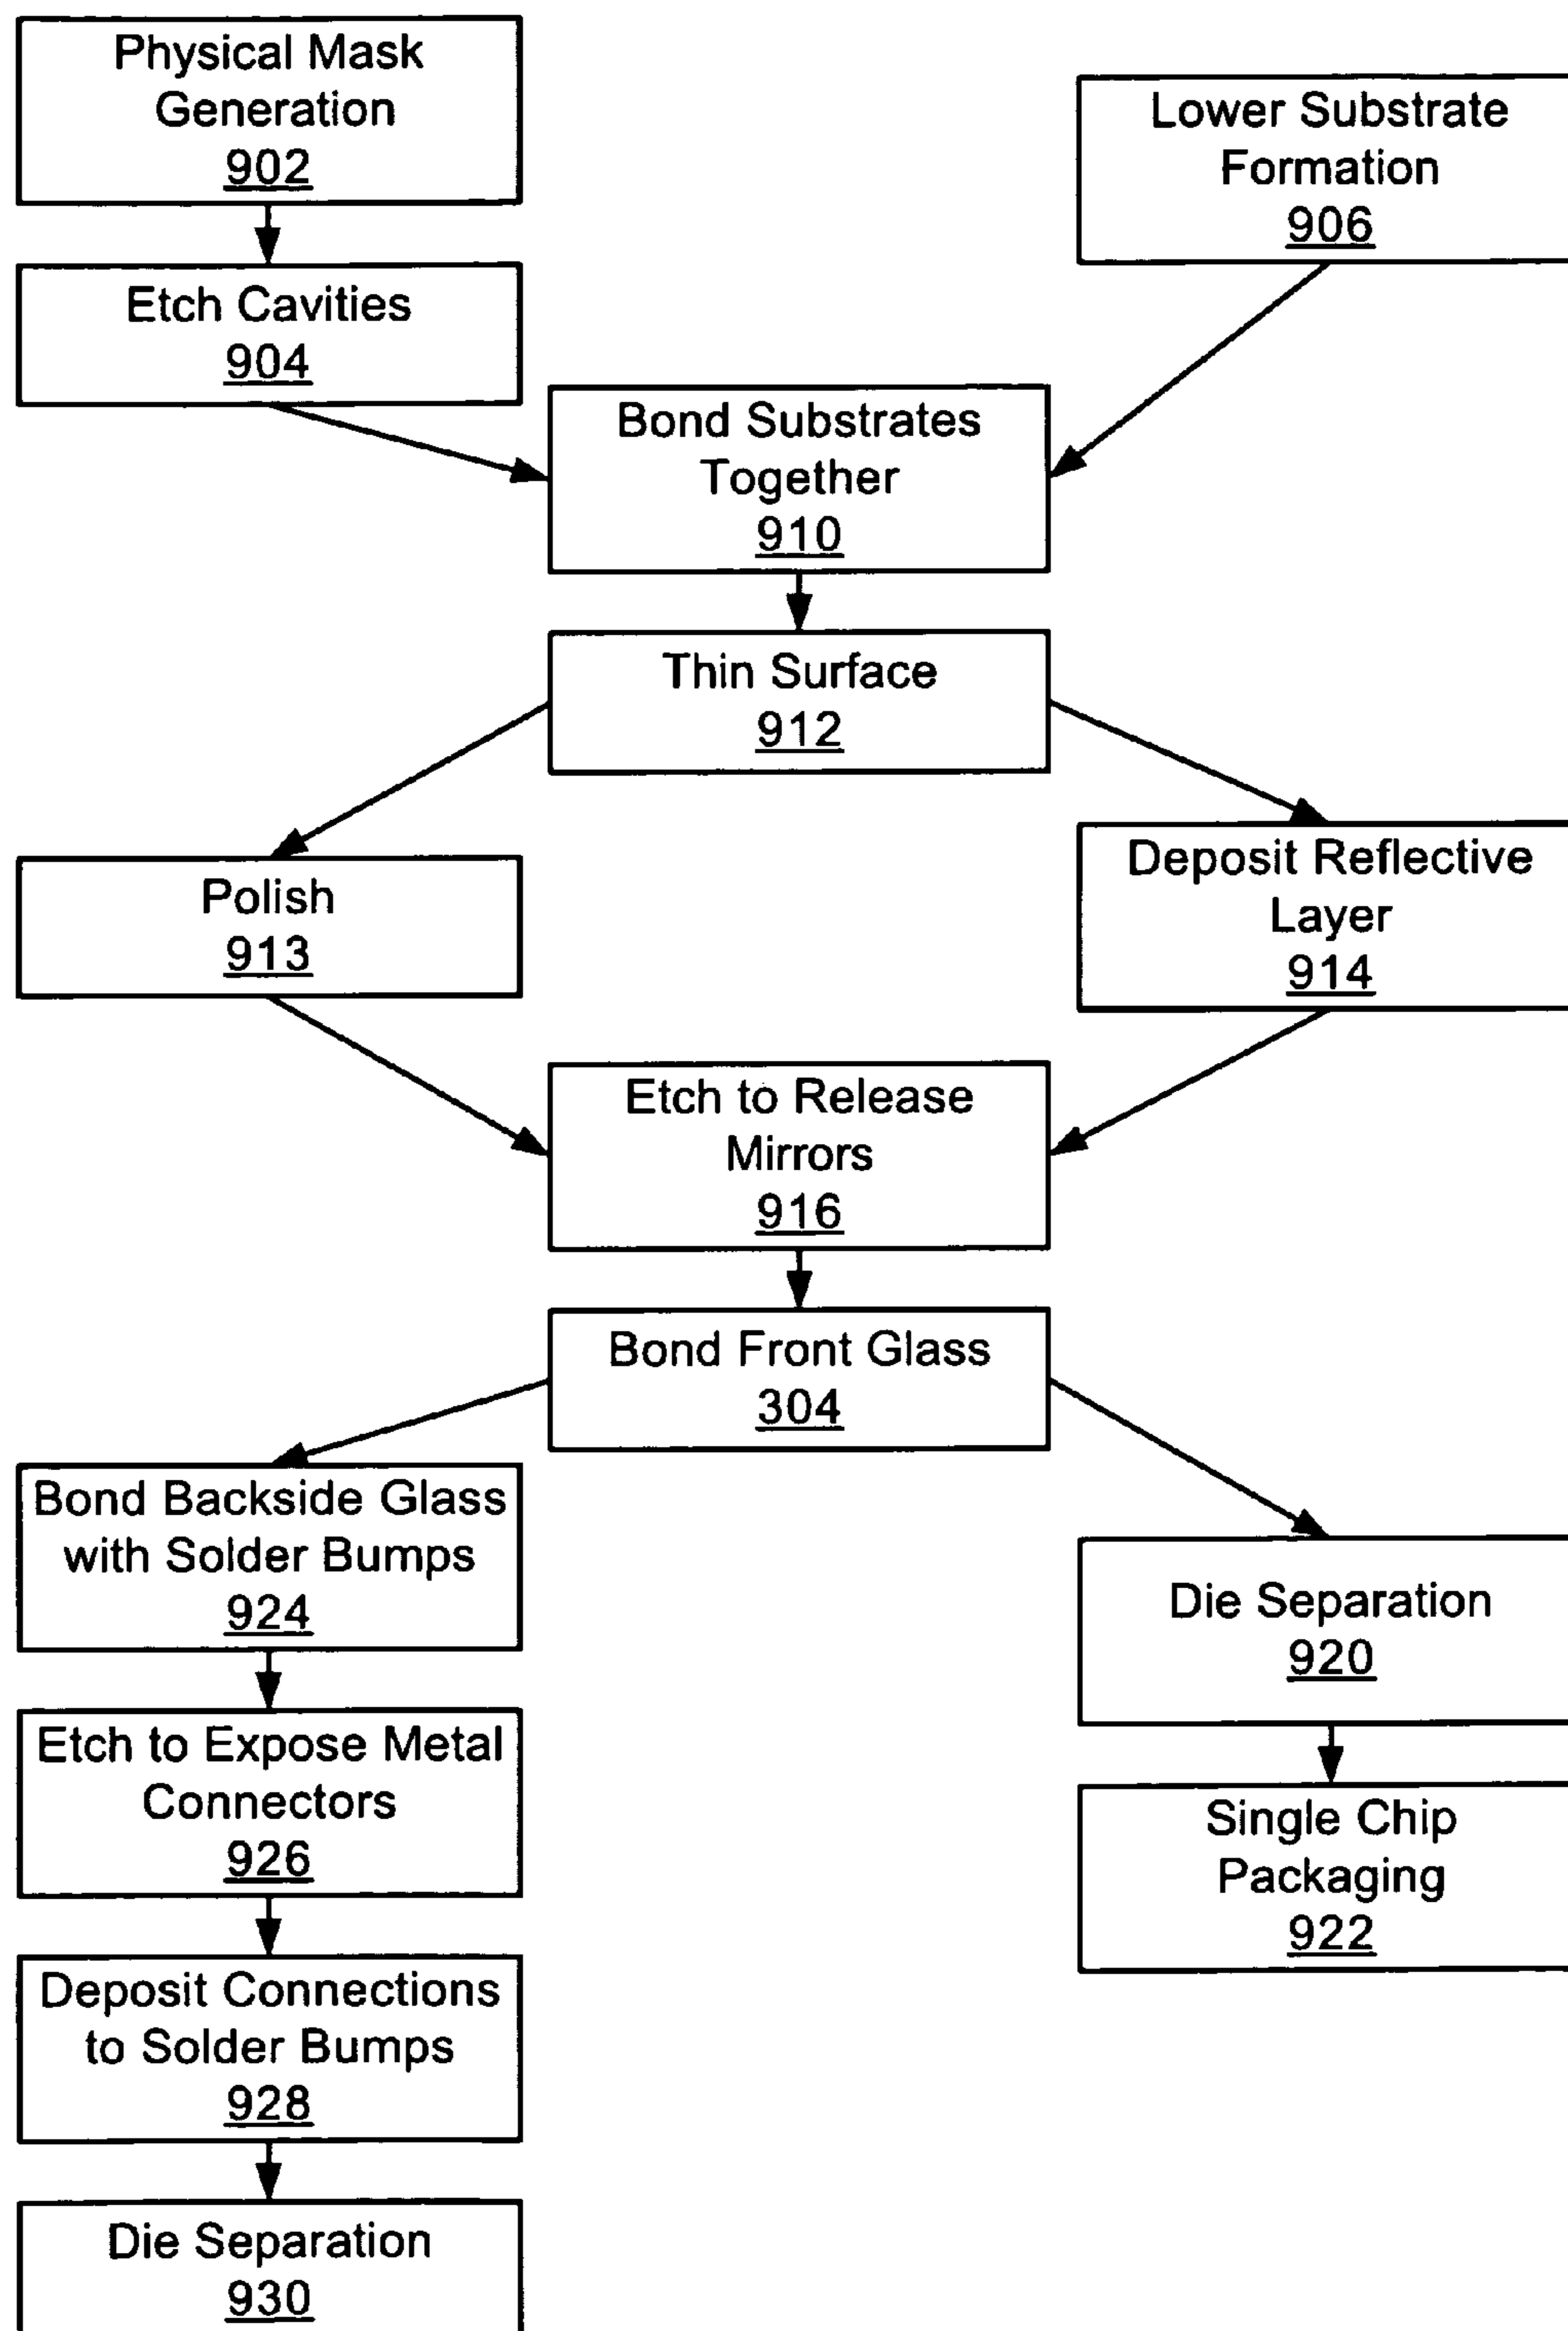 Physical Mask
Generation
902
Lower Substrate
Formation
906
Etch Cavities
904
Bond Substrates
Together
910
Thin Surface
912
Polish
913
Deposit Reflective
Layer
914
Etch to Release
Mirrors
916
Bond Front Glass
304
Bond Backside Glass
with Solder Bumps
924
Die Separation
920
Etch to Expose Metal
Connectors
926
Single Chip
Packaging
922
Deposit Connections
to Solder Bumps
928
Die Separation
930